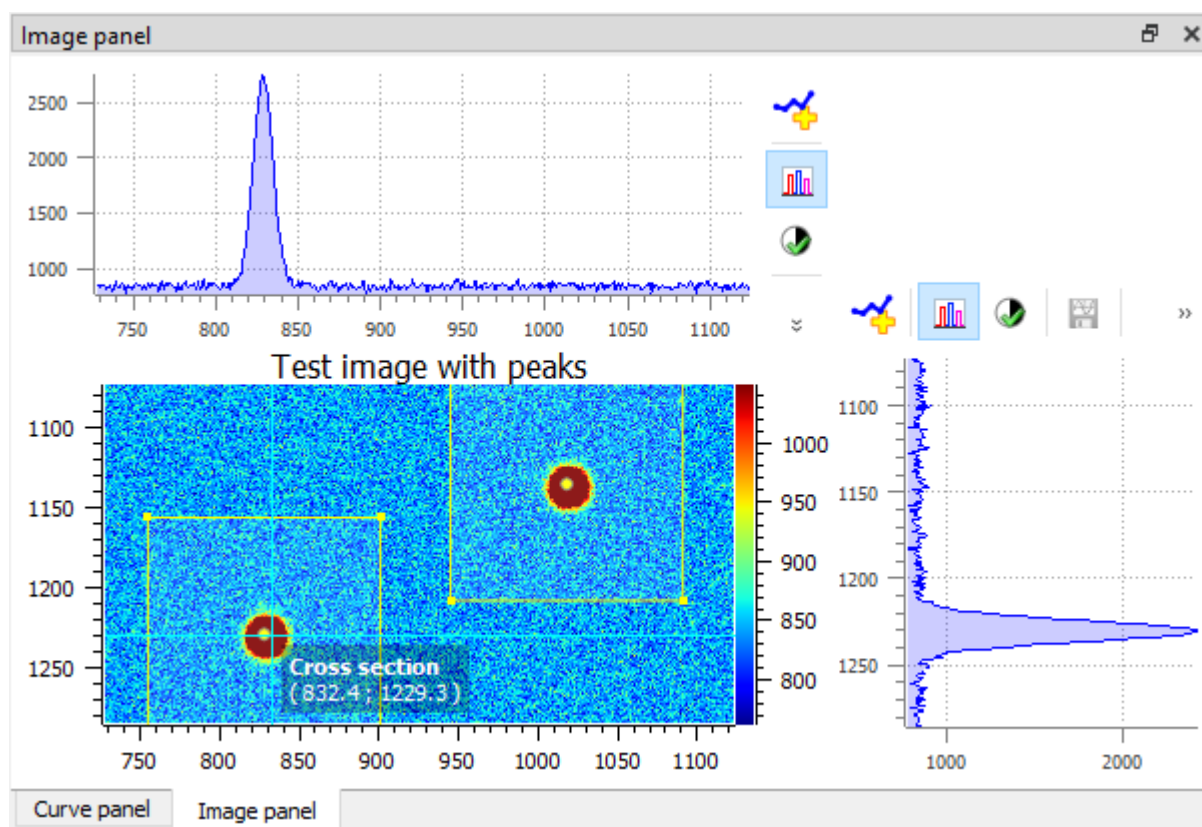 Image panel
2500
2000
1500
1000
750 800 850 900 950 1000 1050 1100
»
»
Test image with peaks
1100
1150
1200
1250
1000
950
900
850
800
Cross section
( 832.4 ; 1229.3 )
750 800 850 900 950 1000 1050 1100
1100
1150
1200
1250
1000 2000
Curve panel
Image panel